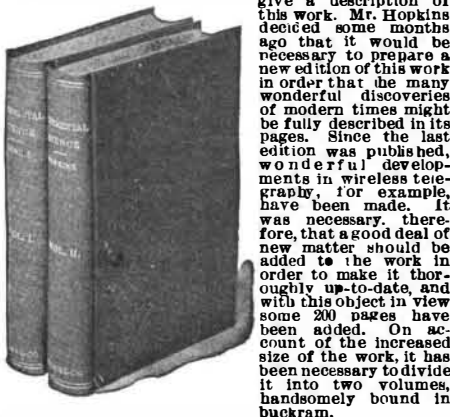 give a description of
this work. Mr. Hopkins
decided some months
ago that it would be
necessary to prepare a
new edition of this work
in order that the many
wonderful discoveries
of modern times might
be fully described in its
pages. Since the last
edition was published,
wonderful develop-
ments in wireless tele-
graphy, for example,
have been made. It
was necessary. there-
fore, that a good deal of
new matter should be
added to the work in
order to make it thor-
oughly up-to-date, and
with this object in view
some 200 pages have
been added. On ac-
count of the increased
size of the work, it has
been necessary to divide
it into two volumes,
handsomely bound in
buckram.